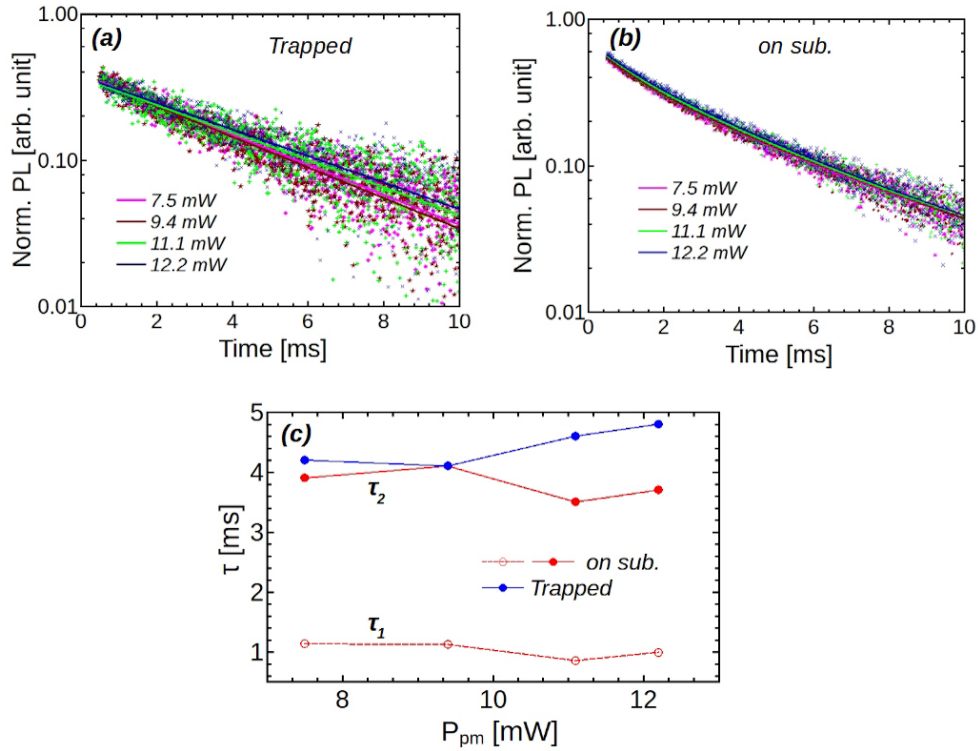 (a)
Trapped
Norm. PL [arb. unit]
1.00
0.10
0.01
7.5 mW
9.4 mW
11.1 mW
12.2 mW
0 2 4 6 8 10
Time [ms]
(b)
on sub.
Norm. PL [arb. unit]
1.00
0.10
0.01
7.5 mW
9.4 mW
11.1 mW
12.2 mW
0 2 4 6 8 10
Time [ms]
(c)
τ [ms]
5
4
3
2
1
τ2
on sub.
Trapped
τ1
8 10 12
Ppm [mW]